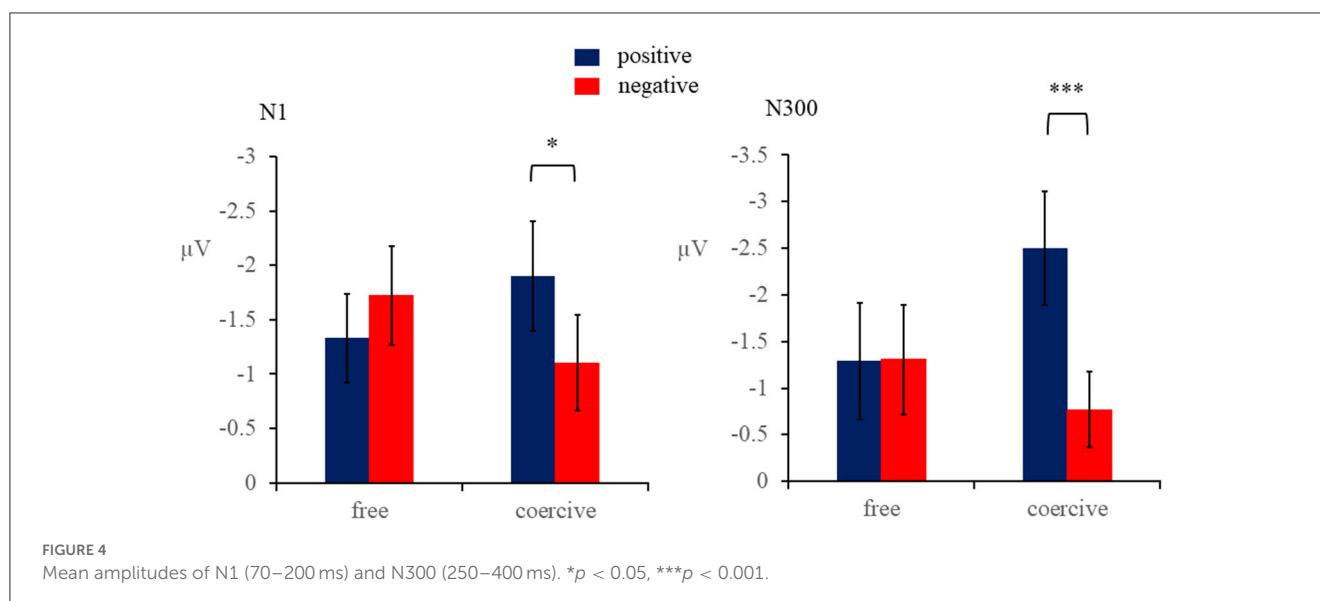 positive
negative
N1
-3
-2.5
-2
-1.5
-1
-0.5
0
µV
*
free
coercive
N300
-3.5
-3
-2.5
-2
-1.5
-1
-0.5
0
µV
***
free
coercive
FIGURE 4
Mean amplitudes of N1 (70–200 ms) and N300 (250–400 ms). *p < 0.05, ***p < 0.001.